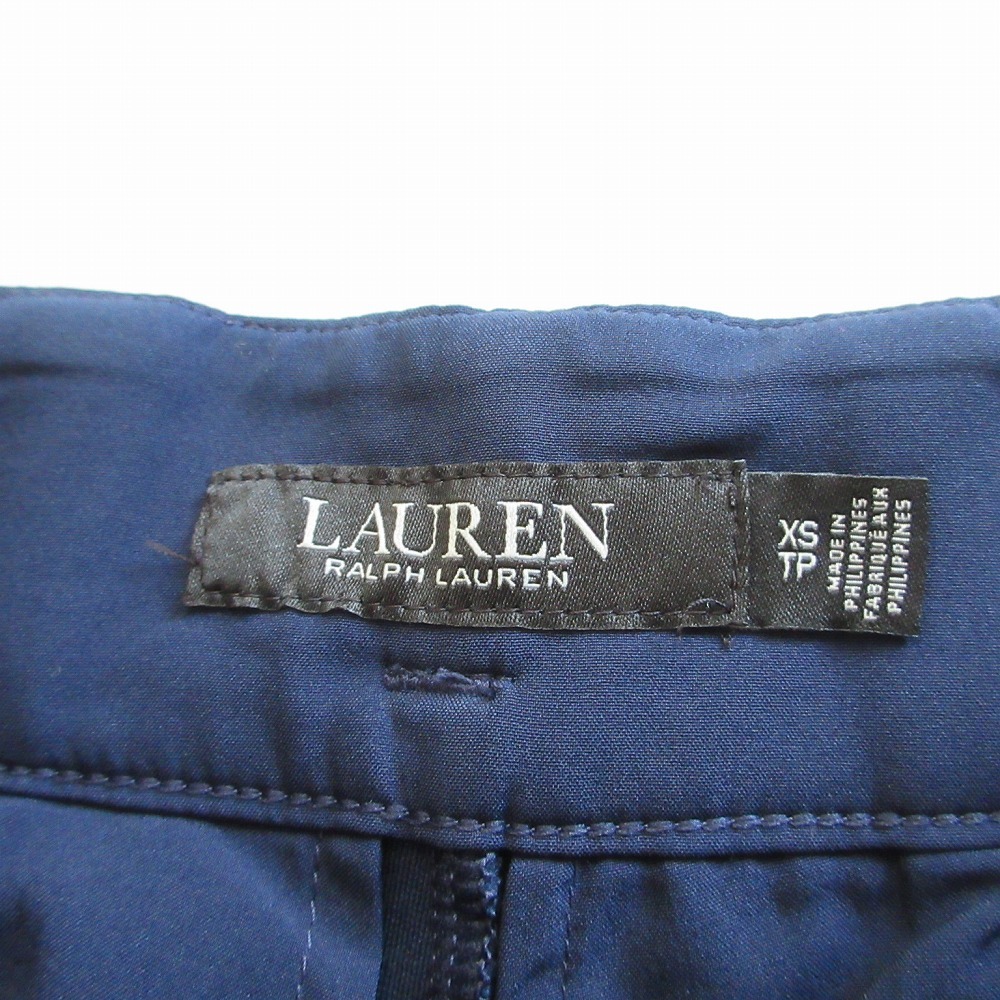 LAUREN
RALPH LAUREN
XS
TP
MADE IN
PHILIPPINES
FABRIQUÉ AUX
PHILIPPINES